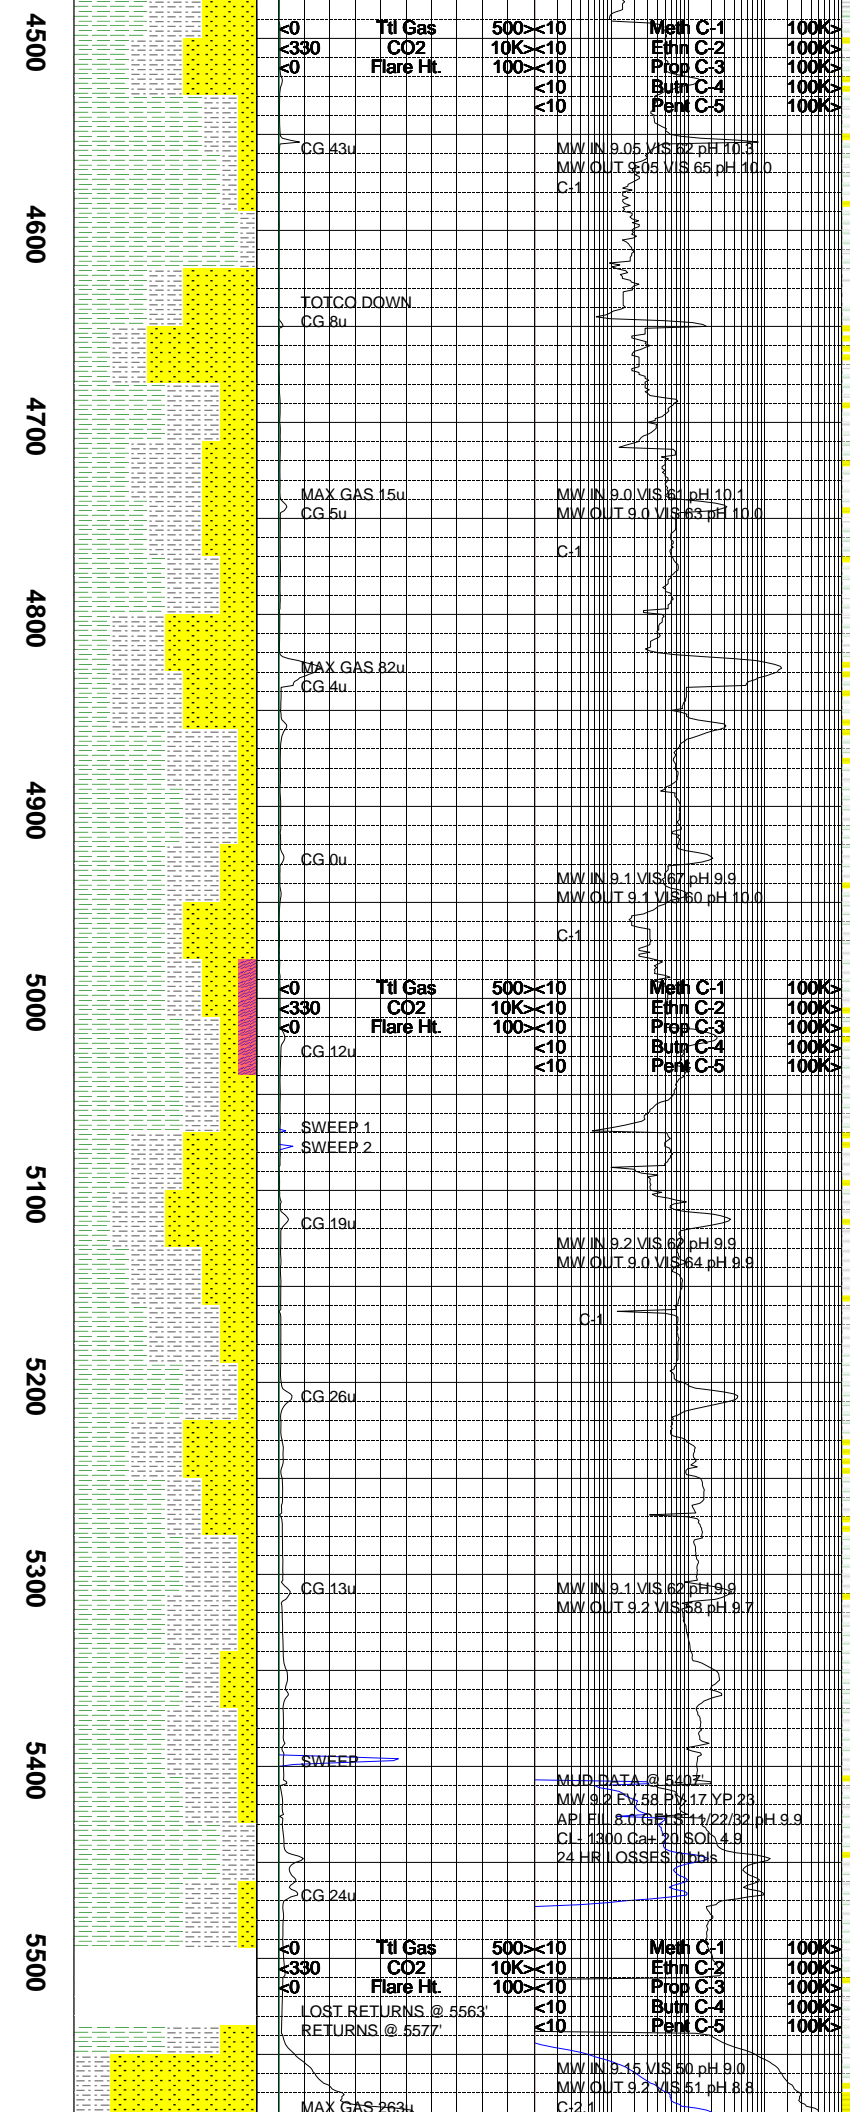 4500
<0 Ttl Gas 500> <10 Meth C-1 100K>
<330 CO2 10K> <10 Ethn C-2 100K>
<0 Flare Ht. 100> <10 Prop C-3 100K>
<10 Butn C-4 100K>
<10 Pent C-5 100K>
CG 43u
MW IN 9.05 VIS 62 pH 10.3
MW OUT 9.05 VIS 65 pH 10.0
C-1
4600
TOTCO DOWN
CG 8u
4700
MAX GAS 15u
CG 5u
MW IN 9.0 VIS 61 pH 10.1
MW OUT 9.0 VIS 63 pH 10.0
C-1
4800
MAX GAS 82u
CG 4u
4900
CG 0u
MW IN 9.1 VIS 67 pH 9.9
MW OUT 9.1 VIS 60 pH 10.0
C-1
5000
<0 Ttl Gas 500> <10 Meth C-1 100K>
<330 CO2 10K> <10 Ethn C-2 100K>
<0 Flare Ht. 100> <10 Prop C-3 100K>
<10 Butn C-4 100K>
<10 Pent C-5 100K>
CG 12u
SWEEP 1
SWEEP 2
5100
CG 19u
MW IN 9.2 VIS 62 pH 9.9
MW OUT 9.0 VIS 64 pH 9.9
C-1
5200
CG 26u
5300
CG 13u
MW IN 9.1 VIS 62 pH 9.9
MW OUT 9.2 VIS 58 pH 9.7
5400
SWEEP
MUD DATA @ 5407'
MW 9.2 FV 58 PV 17 YP 23
API FIL 8.0 GELS 11/22/32 pH 9.9
CL- 1300 Ca+ 20 SOL 4.9
24 HR LOSSES 0 bbls
CG 24u
5500
<0 Ttl Gas 500> <10 Meth C-1 100K>
<330 CO2 10K> <10 Ethn C-2 100K>
<0 Flare Ht. 100> <10 Prop C-3 100K>
<10 Butn C-4 100K>
<10 Pent C-5 100K>
LOST RETURNS @ 5563'
RETURNS @ 5577'
MW IN 9.15 VIS 50 pH 9.0
MW OUT 9.2 VIS 51 pH 8.8
MAX GAS 263u
C-2.1